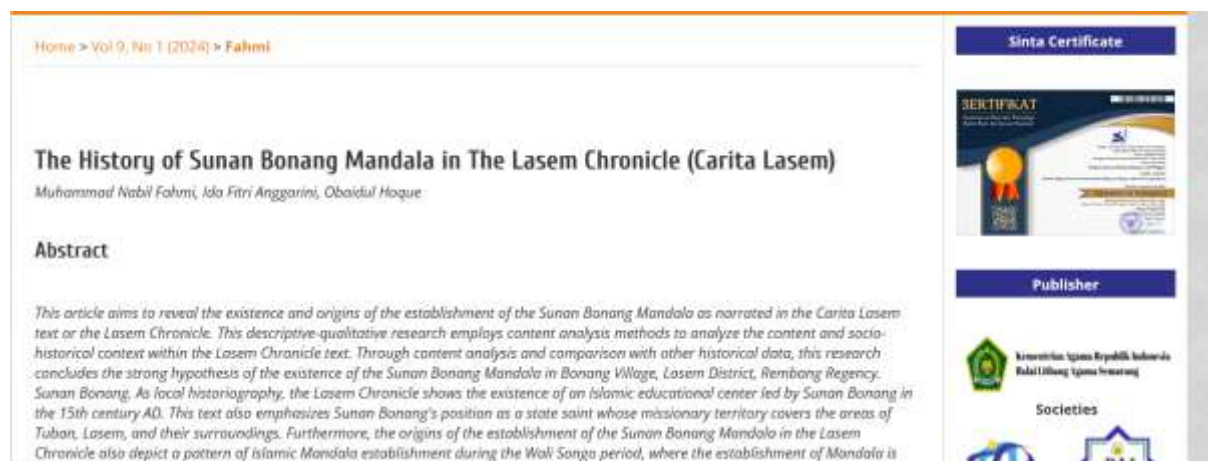 Home > Vol 9, No 1 (2024) > Fahmi
The History of Sunan Bonang Mandala in The Lasem Chronicle (Carita Lasem)
Muhammad Nabil Fahmi, Ida Fitri Anggarini, Obaidul Hoque
Abstract
This article aims to reveal the existence and origins of the establishment of the Sunan Bonang Mandala as narrated in the Carita Lasem
text or the Lasem Chronicle. This descriptive-qualitative research employs content analysis methods to analyze the content and socio-
historical context within the Lasem Chronicle text. Through content analysis and comparison with other historical data, this research
concludes the strong hypothesis of the existence of the Sunan Bonang Mandala in Bonang Village, Lasem District, Rembang Regency.
Sunan Bonang. As local historiography, the Lasem Chronicle shows the existence of an Islamic educational center led by Sunan Bonang in
the 15th century AD. This text also emphasizes Sunan Bonang's position as a state saint whose missionary territory covers the areas of
Tuban, Lasem, and their surroundings. Furthermore, the origins of the establishment of the Sunan Bonang Mandala in the Lasem
Chronicle also depict a pattern of Islamic Mandala establishment during the Wali Songo period, where the establishment of Mandala is
Sinta Certificate
SERTIFIKAT
Publisher
Kementrian Agama Republik Indonesia
Balai Litbang Agama Semarang
Societies